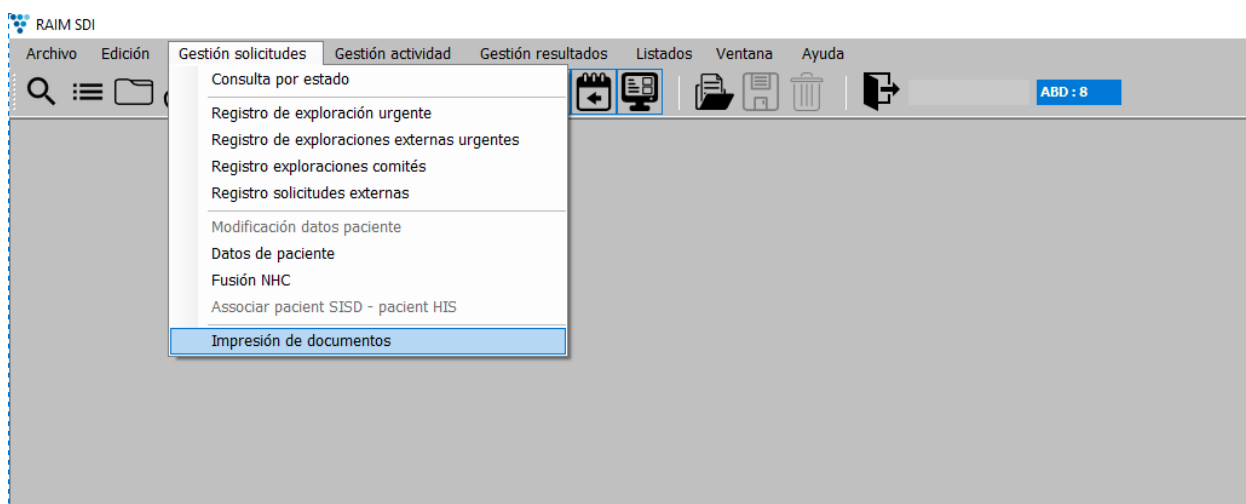 RAIM SDI
Archivo Edición Gestión solicitudes Gestión actividad Gestión resultados Listados Ventana Ayuda
ABD : 8
Consulta por estado
Registro de exploración urgente
Registro de exploraciones externas urgentes
Registro exploraciones comités
Registro solicitudes externas
Modificación datos paciente
Datos de paciente
Fusión NHC
Associar pacient SISD - pacient HIS
Impresión de documentos